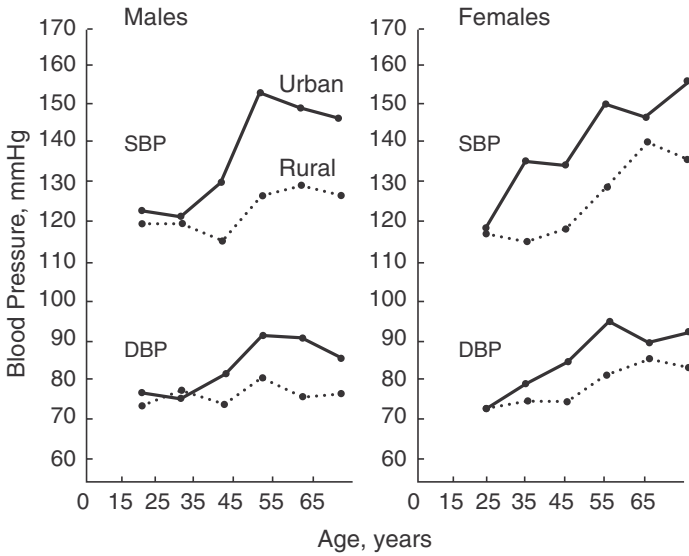 Males
Females
170
160
150
140
130
120
110
100
90
80
70
60
Urban
SBP
Rural
DBP
170
160
150
140
130
120
110
100
90
80
70
60
SBP
DBP
Blood Pressure, mmHg
0 15 25 35 45 55 65
0 15 25 35 45 55 65
Age, years